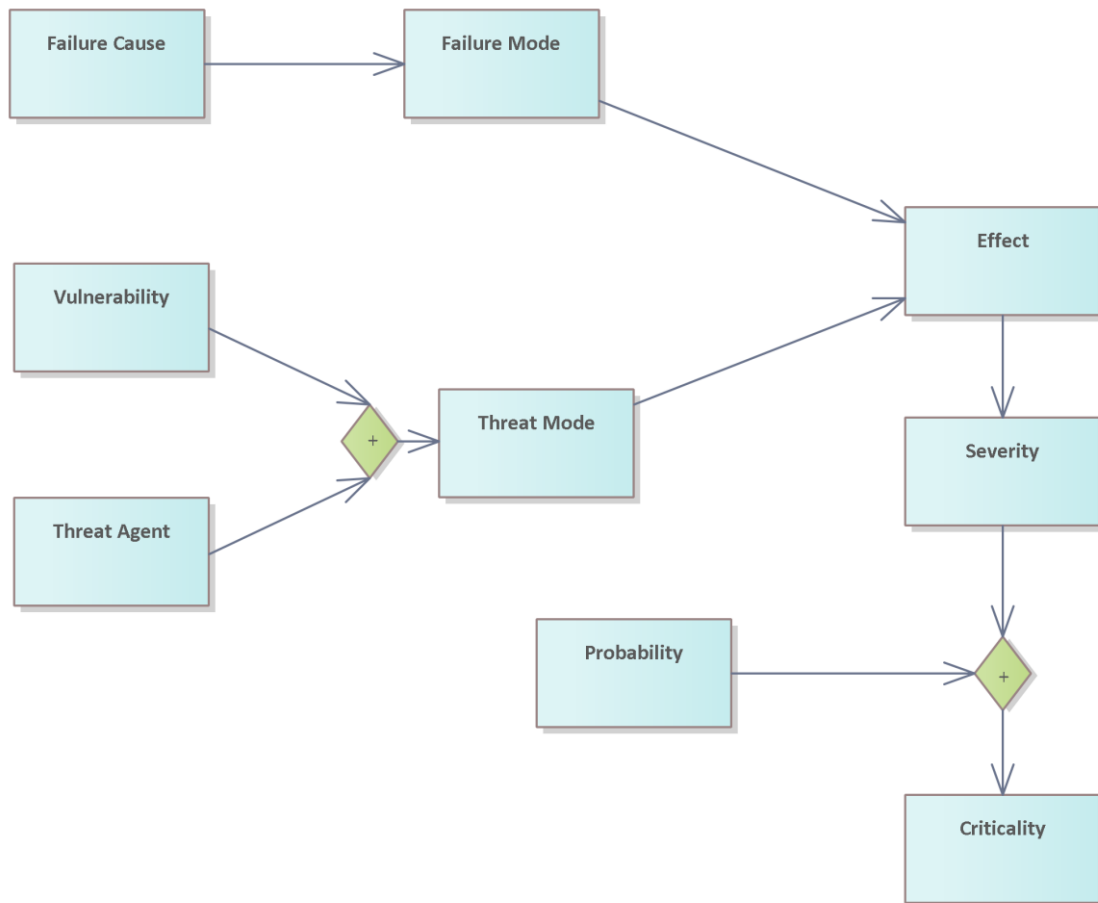 Failure Cause
Failure Mode
Effect
Vulnerability
+
Threat Mode
Threat Agent
Severity
Probability
+
Criticality